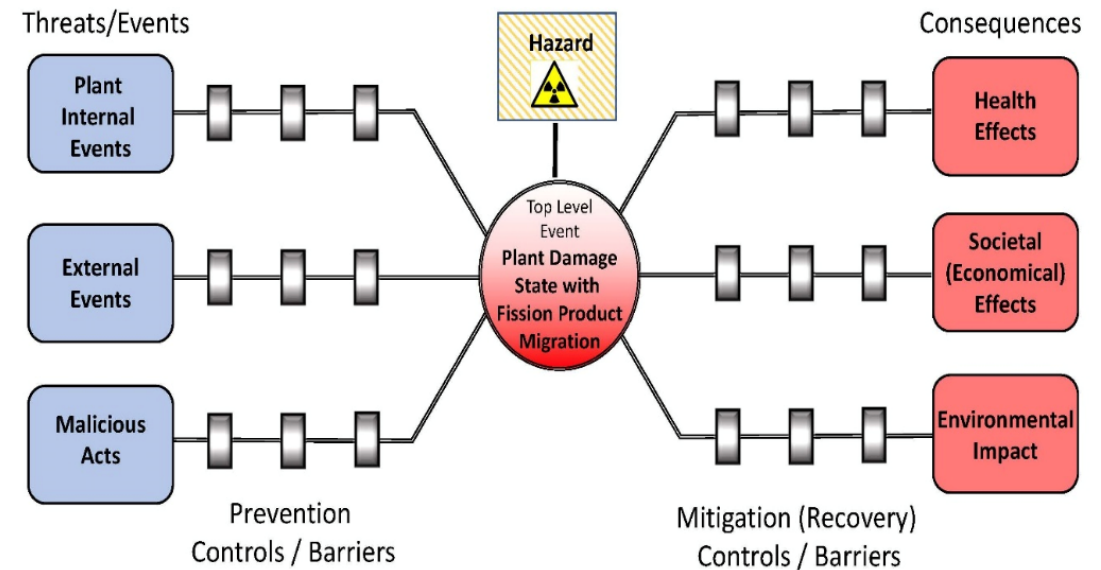 Threats/Events
Hazard
Consequences
Plant
Internal
Events
Health
Effects
Top Level
Event
Plant Damage
State with
Fission Product
Migration
External
Events
Societal
(Economical)
Effects
Malicious
Acts
Environmental
Impact
Prevention
Controls / Barriers
Mitigation (Recovery)
Controls / Barriers